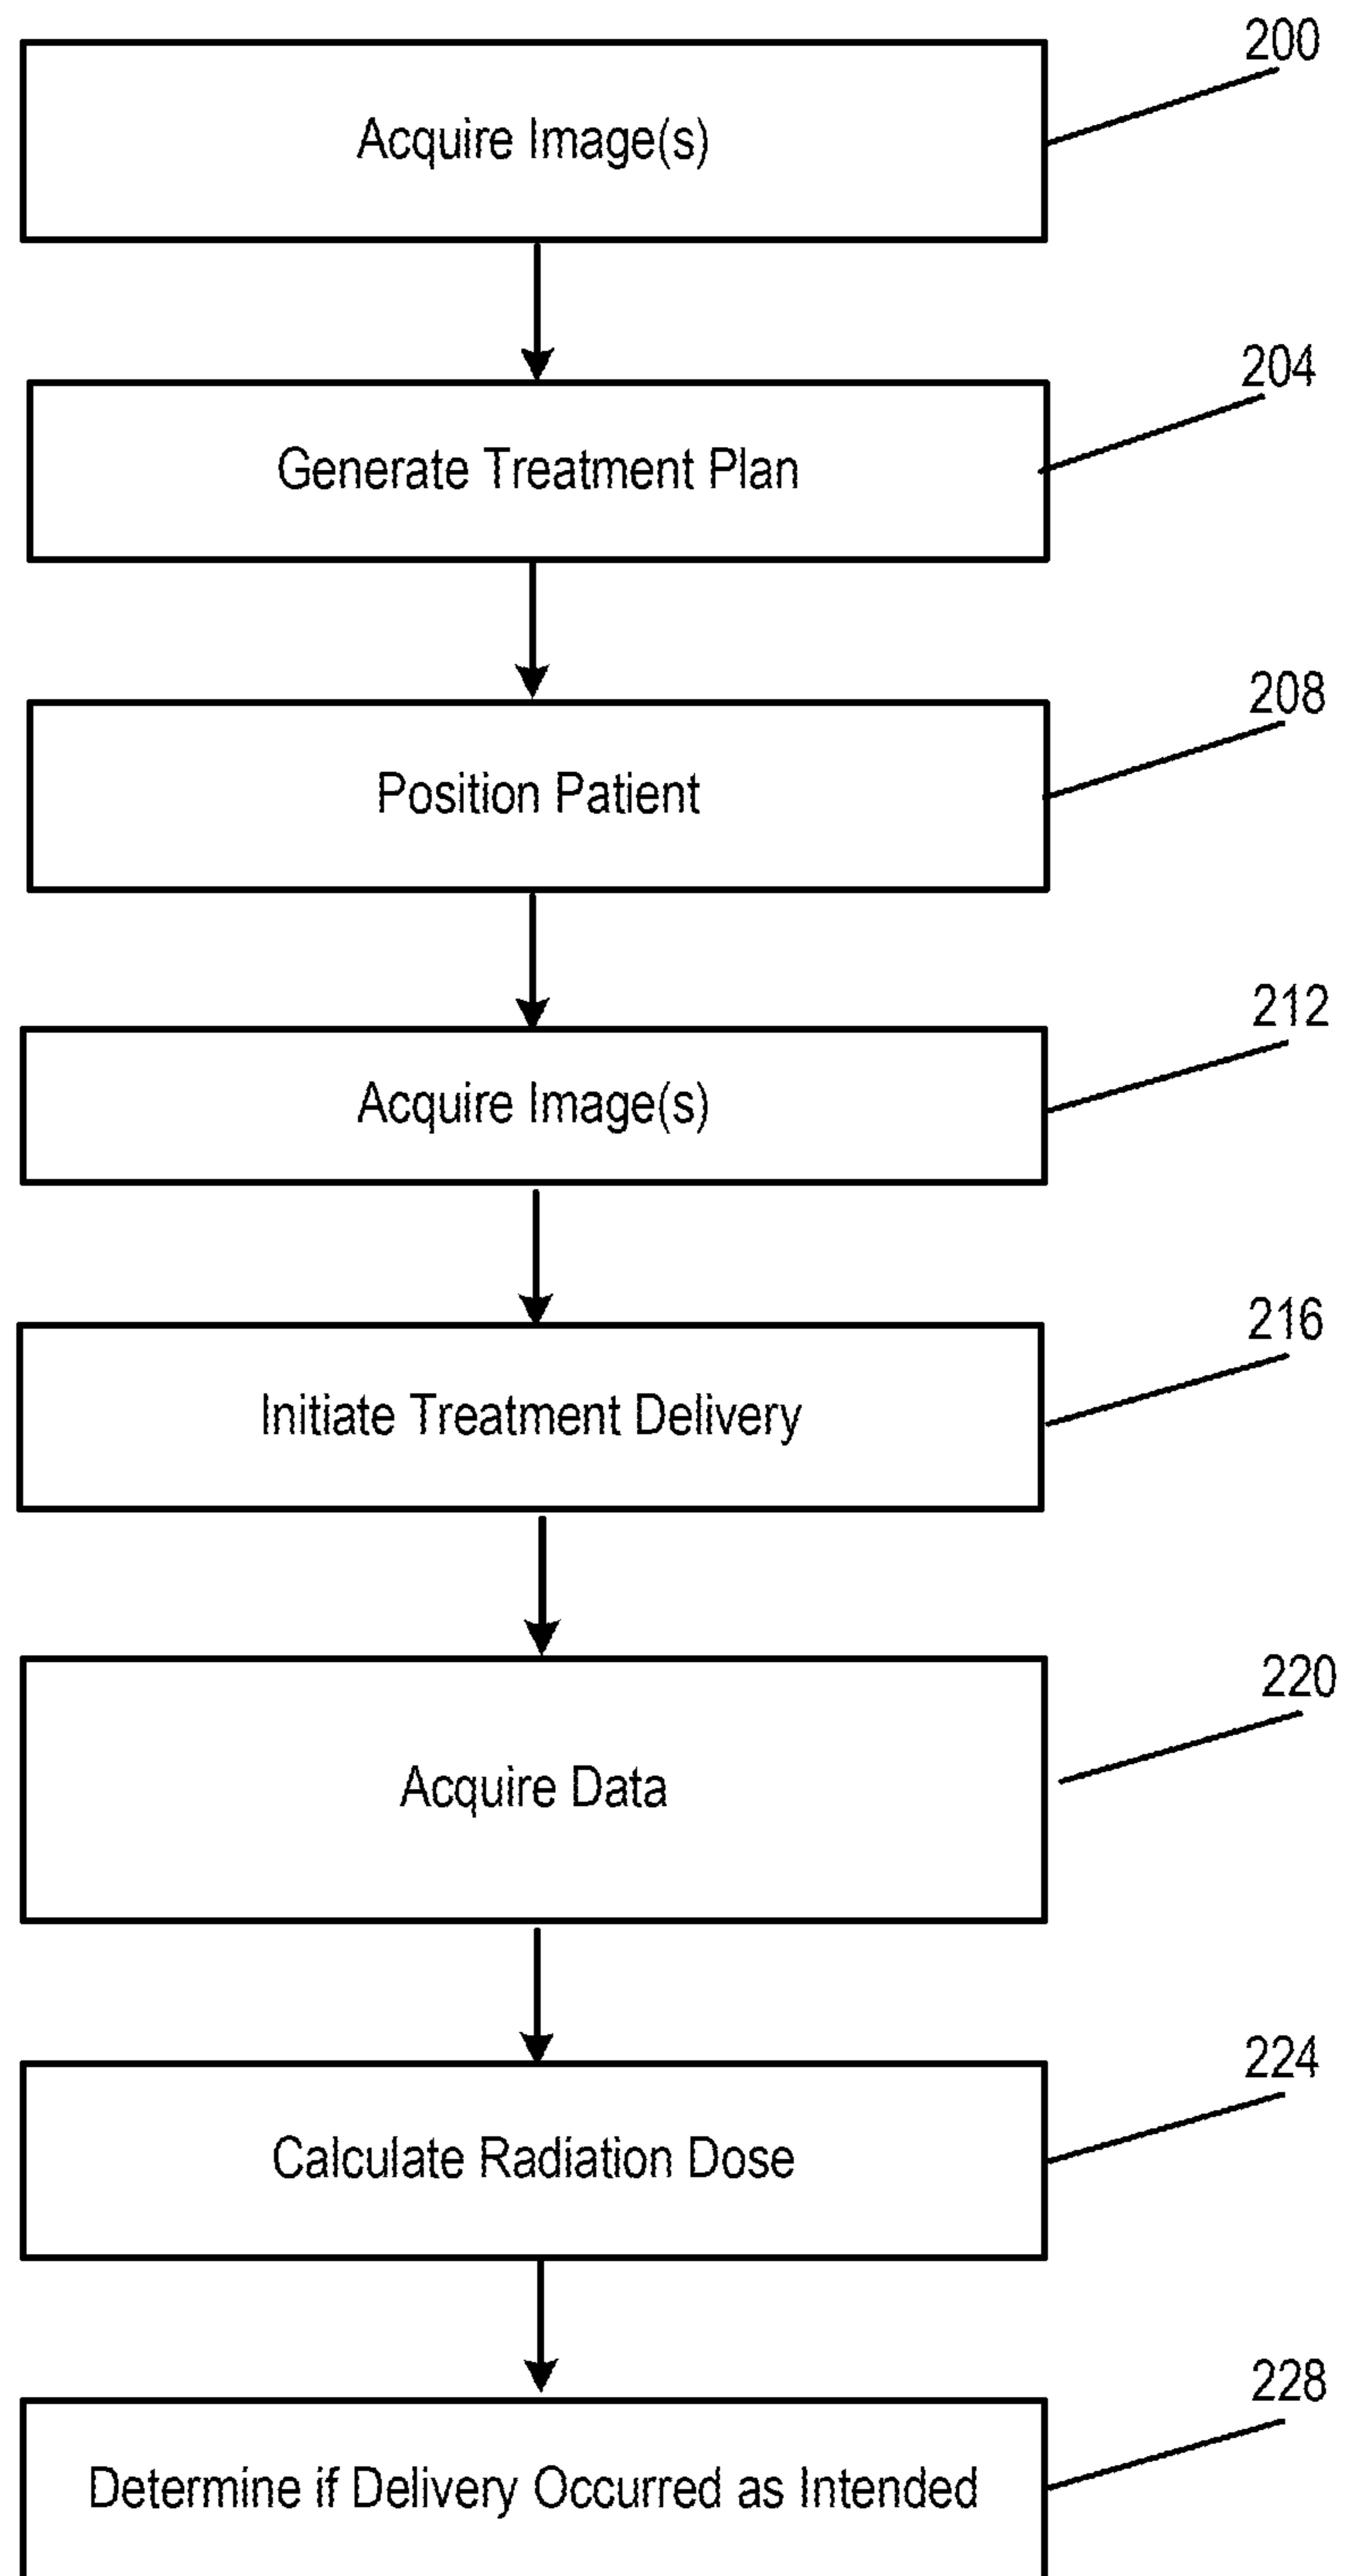 200
Acquire Image(s)
204
Generate Treatment Plan
208
Position Patient
212
Acquire Image(s)
216
Initiate Treatment Delivery
220
Acquire Data
224
Calculate Radiation Dose
228
Determine if Delivery Occurred as Intended